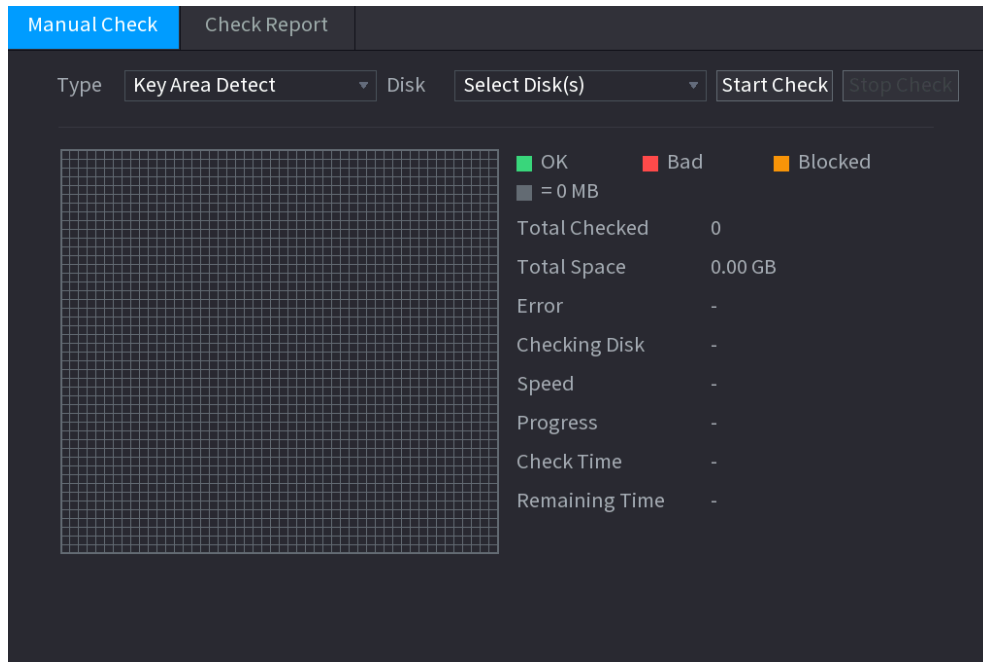 Manual Check Check Report
Type Key Area Detect Disk Select Disk(s) Start Check Stop Check
OK Bad Blocked
= 0 MB
Total Checked 0
Total Space 0.00 GB
Error -
Checking Disk -
Speed -
Progress -
Check Time -
Remaining Time -